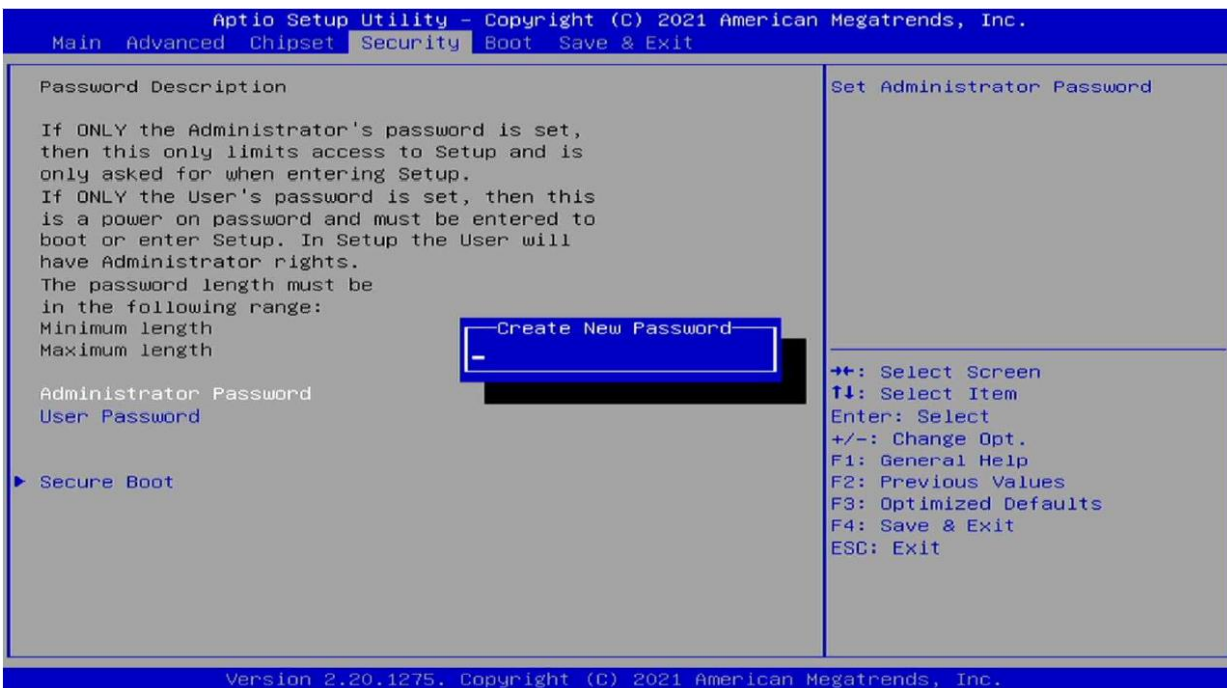 Aptio Setup Utility – Copyright (C) 2021 American Megatrends, Inc.
Main Advanced Chipset Security Boot Save & Exit
Password Description
If ONLY the Administrator's password is set,
then this only limits access to Setup and is
only asked for when entering Setup.
If ONLY the User's password is set, then this
is a power on password and must be entered to
boot or enter Setup. In Setup the User will
have Administrator rights.
The password length must be
in the following range:
Minimum length
Maximum length
Administrator Password
User Password
Secure Boot
Create New Password
Set Administrator Password
→←: Select Screen
↑↓: Select Item
Enter: Select
+/-: Change Opt.
F1: General Help
F2: Previous Values
F3: Optimized Defaults
F4: Save & Exit
ESC: Exit
Version 2.20.1275. Copyright (C) 2021 American Megatrends, Inc.